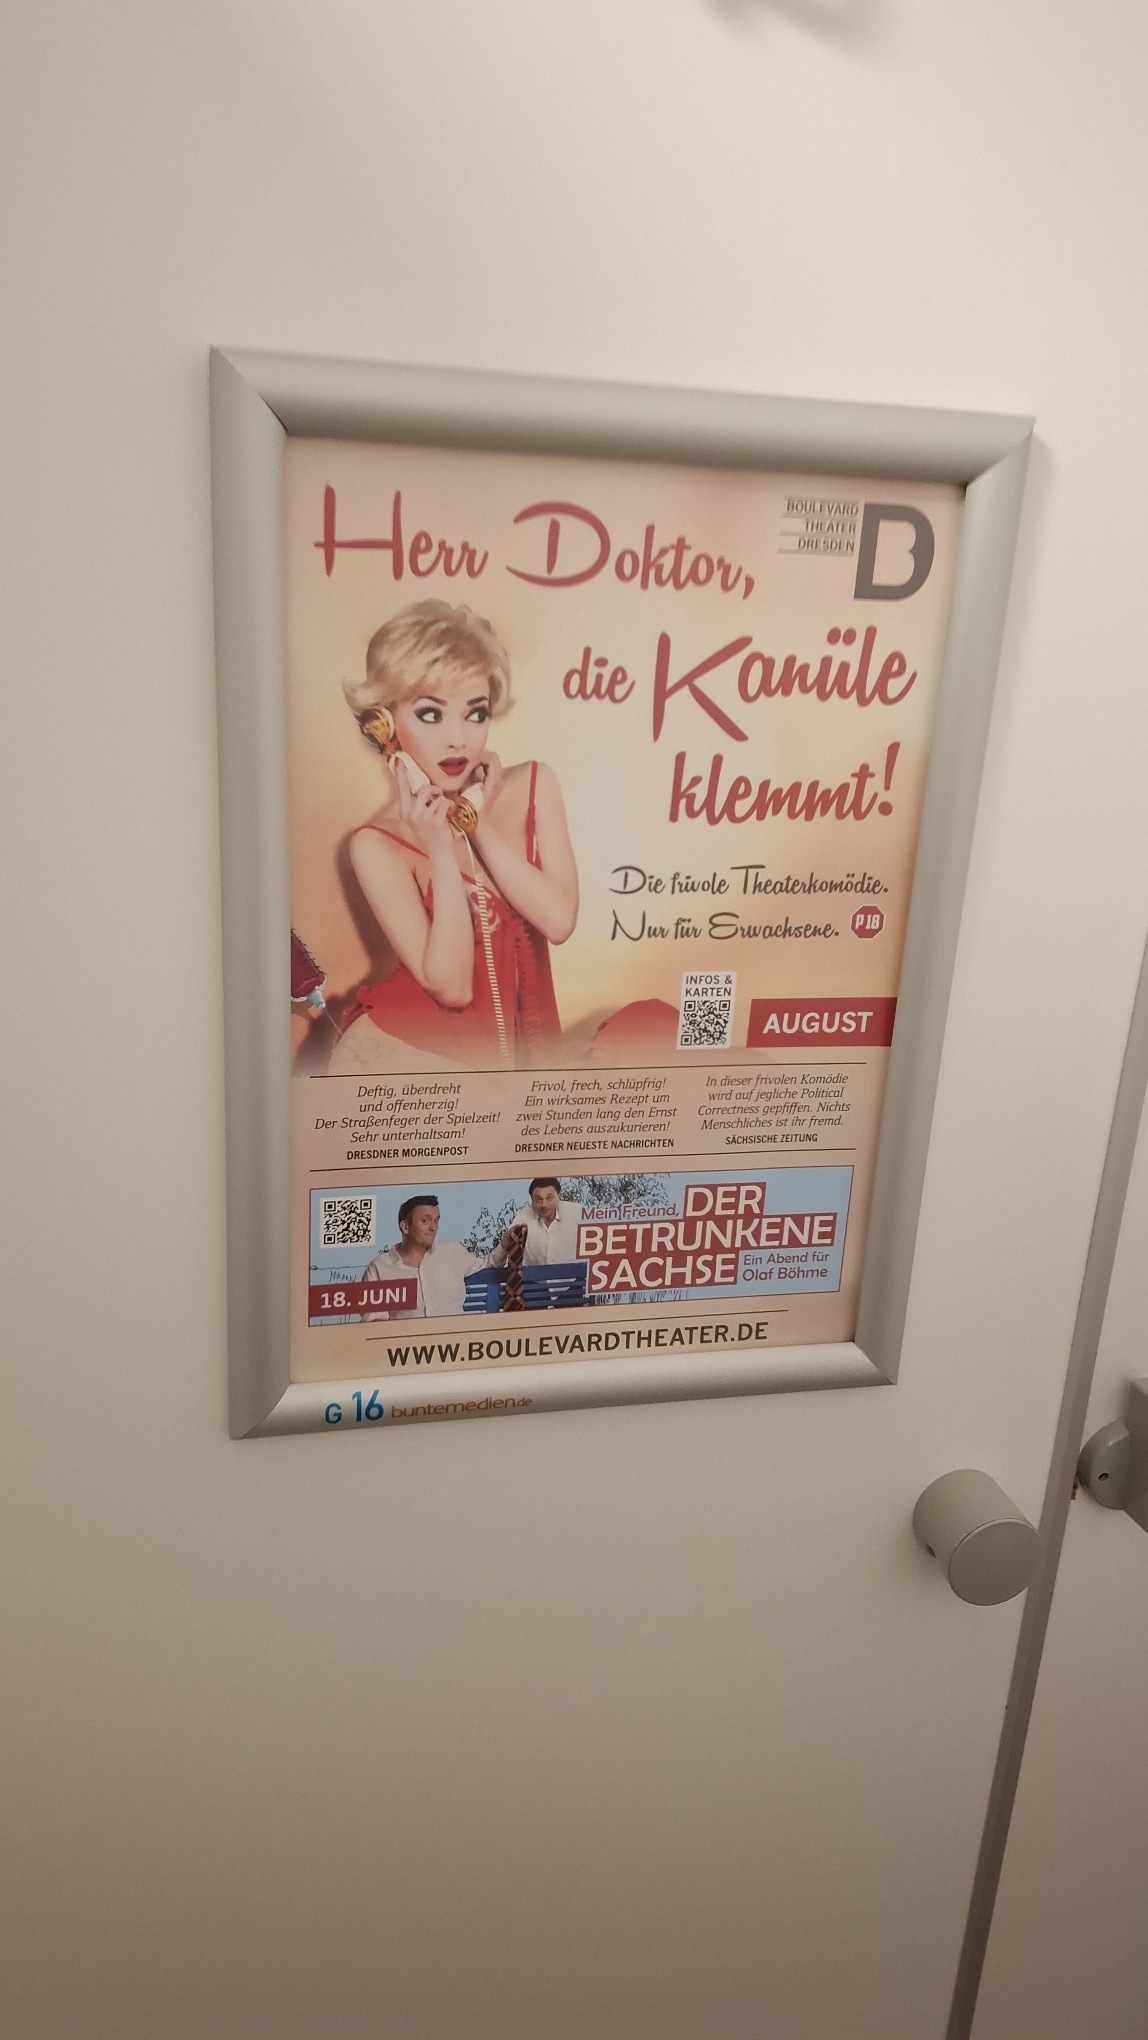 Herr Doktor,
BOULEVARD
THEATER
DRESDEN
B
die Kanüle
klemmt!
Die frivole Theaterkomödie.
Nur für Erwachsene. P18
INFOS &
KARTEN
AUGUST
Deftig, überdreht
und offenherzig!
Der Straßenfeger der Spielzeit!
Sehr unterhaltsam!
DRESDNER MORGENPOST
Frivol, frech, schlüpfrig!
Ein wirksames Rezept um
zwei Stunden lang den Ernst
des Lebens auszukurieren!
DRESDNER NEUESTE NACHRICHTEN
In dieser frivolen Komödie
wird auf jegliche Political
Correctness gepfiffen. Nichts
Menschliches ist ihr fremd.
SÄCHSISCHE ZEITUNG
Mein Freund, DER
BETRUNKENE
SACHSE
Ein Abend für
Olaf Böhme
18. JUNI
WWW.BOULEVARDTHEATER.DE
G 16 buntemedien.de